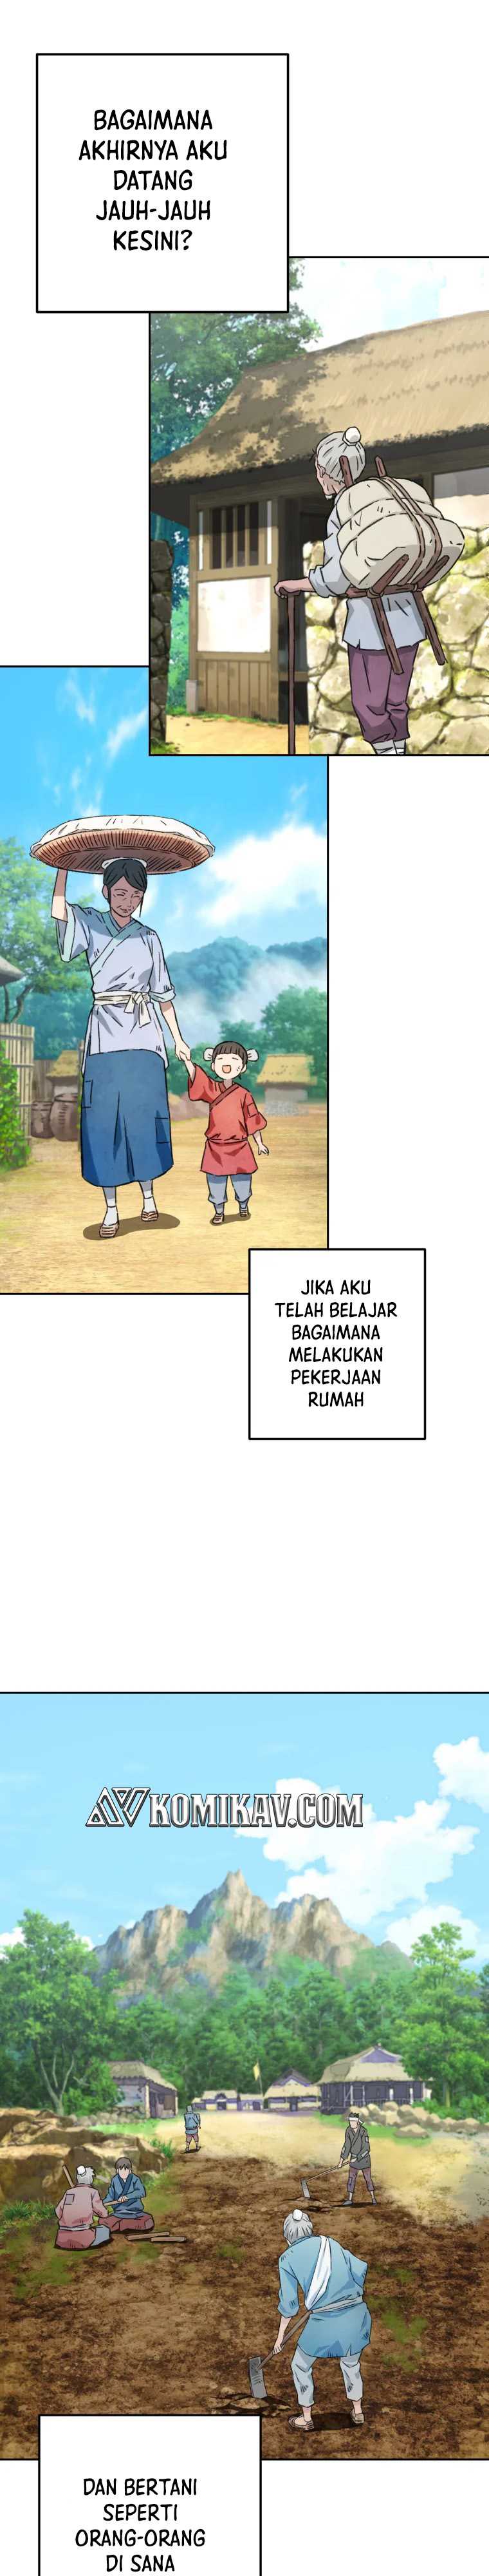 BAGAIMANA
AKHIRNYA AKU
DATANG
JAUH-JAUH
KESINI?
JIKA AKU
TELAH BELAJAR
BAGAIMANA
MELAKUKAN
PEKERJAAN
RUMAH
KOMIKAV.COM
DAN BERTANI
SEPERTI
ORANG-ORANG
DI SANA